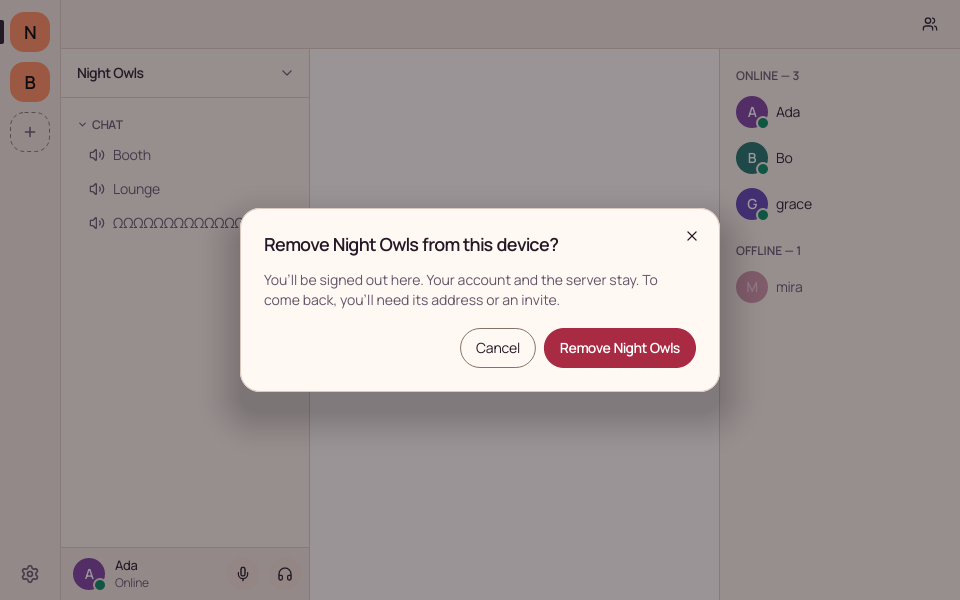 N
B
Night Owls
CHAT
Booth
Lounge
ΩΩΩΩΩΩΩΩΩΩΩΩΩ
Ada
Online
A
Remove Night Owls from this device?
You'll be signed out here. Your account and the server stay. To
come back, you'll need its address or an invite.
Cancel
Remove Night Owls
ONLINE — 3
A Ada
B Bo
G grace
OFFLINE — 1
M mira